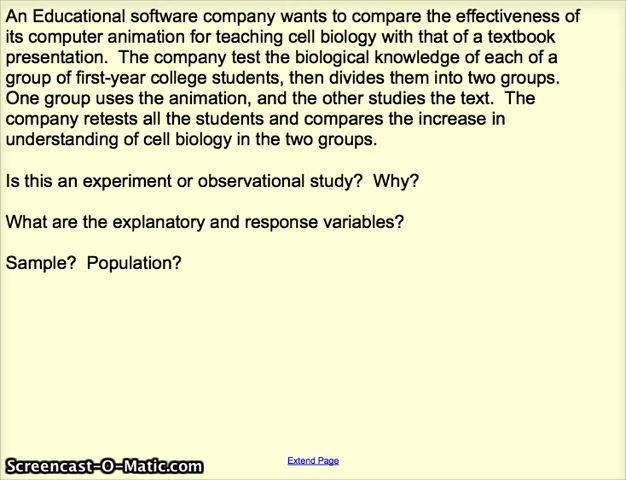 An Educational software company wants to compare the effectiveness of
its computer animation for teaching cell biology with that of a textbook
presentation.  The company test the biological knowledge of each of a
group of first-year college students, then divides them into two groups.
One group uses the animation, and the other studies the text.  The
company retests all the students and compares the increase in
understanding of cell biology in the two groups.
Is this an experiment or observational study?  Why?
What are the explanatory and response variables?
Sample?  Population?
Extend Page
Screencast-O-Matic.com